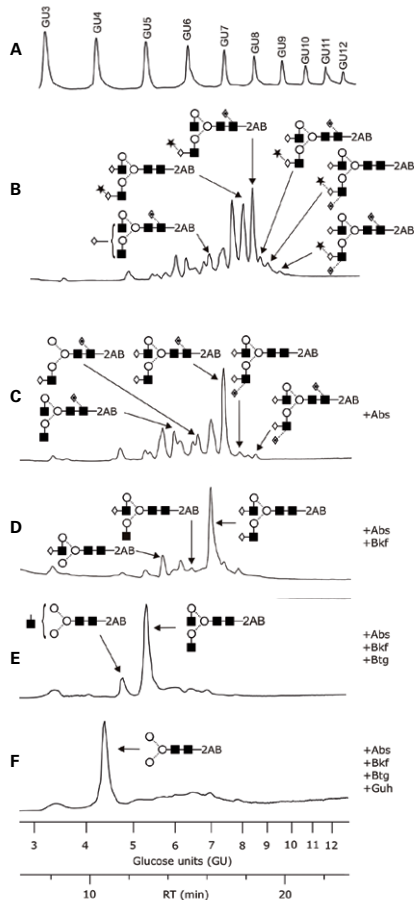 A
GU3 GU4 GU5 GU6 GU7 GU8 GU9 GU10 GU11 GU12
B
2AB
2AB
2AB
2AB
2AB
2AB
C
2AB 2AB 2AB
2AB
2AB
+Abs
D
2AB
2AB
2AB
+Abs
+Bkf
E
2AB
2AB
+Abs
+Bkf
+Btg
F
2AB
+Abs
+Bkf
+Btg
+Guh
3 4 5 6 7 8 9 10 11 12
Glucose units (GU)
10 RT (min) 20